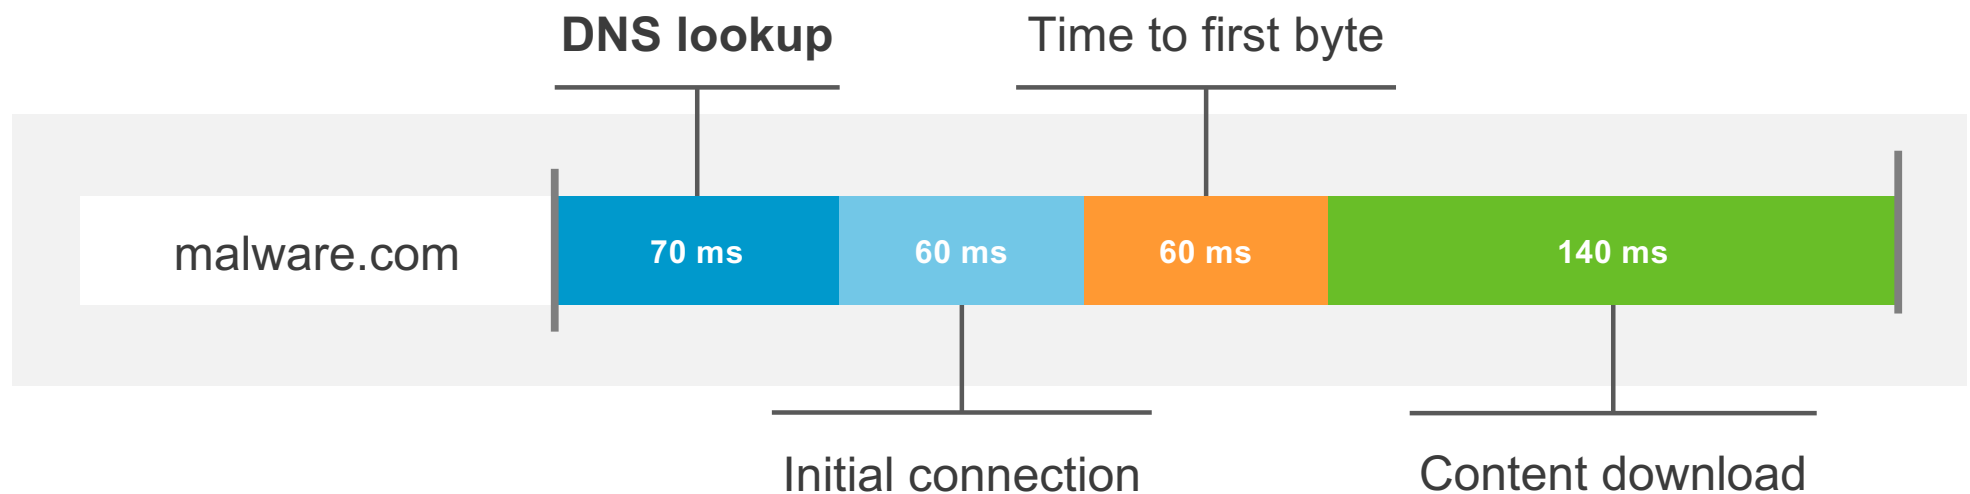 DNS lookup
Time to first byte
malware.com
70 ms
60 ms
60 ms
140 ms
Initial connection
Content download